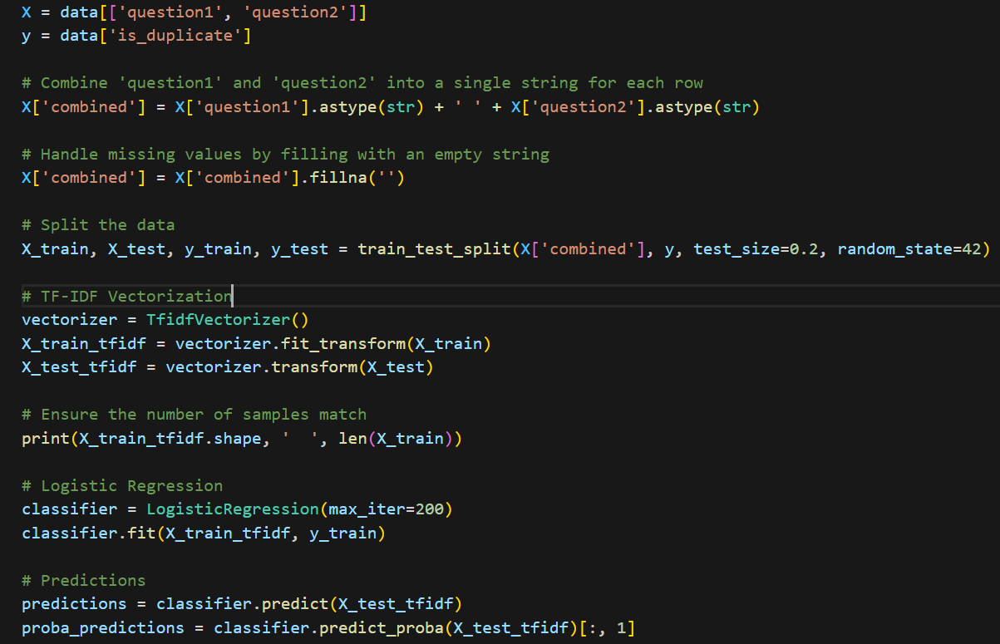 X = data[['question1', 'question2']]
y = data['is_duplicate']
# Combine 'question1' and 'question2' into a single string for each row
X['combined'] = X['question1'].astype(str) + ' ' + X['question2'].astype(str)
# Handle missing values by filling with an empty string
X['combined'] = X['combined'].fillna('')
# Split the data
X_train, X_test, y_train, y_test = train_test_split(X['combined'], y, test_size=0.2, random_state=42)
# TF-IDF Vectorization
vectorizer = TfidfVectorizer()
X_train_tfidf = vectorizer.fit_transform(X_train)
X_test_tfidf = vectorizer.transform(X_test)
# Ensure the number of samples match
print(X_train_tfidf.shape, '  ', len(X_train))
# Logistic Regression
classifier = LogisticRegression(max_iter=200)
classifier.fit(X_train_tfidf, y_train)
# Predictions
predictions = classifier.predict(X_test_tfidf)
proba_predictions = classifier.predict_proba(X_test_tfidf)[:, 1]